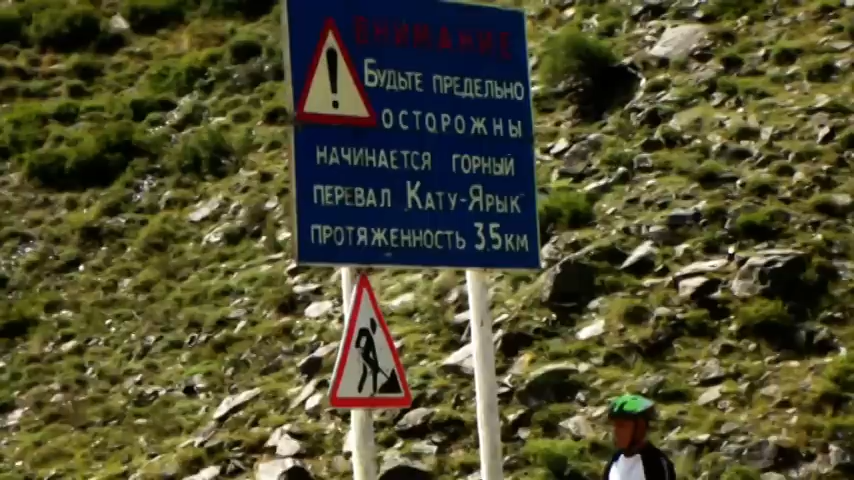 ВНИМАНИЕ
БУДЬТЕ ПРЕДЕЛЬНО
ОСТОРОЖНЫ
НАЧИНАЕТСЯ ГОРНЫЙ
ПЕРЕВАЛ КАТУ-ЯРЫК
ПРОТЯЖЕННОСТЬ 3.5КМ